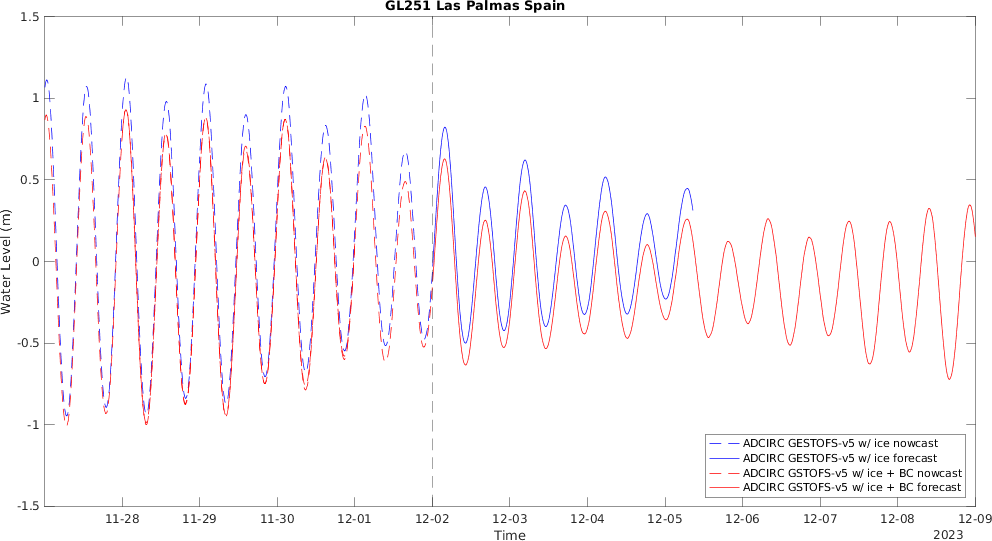 GL251 Las Palmas Spain
1.5
1
0.5
0
-0.5
-1
-1.5
Water Level (m)
ADCIRC GESTOFS-v5 w/ ice nowcast
ADCIRC GESTOFS-v5 w/ ice forecast
ADCIRC GSTOFS-v5 w/ ice + BC nowcast
ADCIRC GSTOFS-v5 w/ ice + BC forecast
11-28 11-29 11-30 12-01 12-02 12-03 12-04 12-05 12-06 12-07 12-08 12-09
Time
2023